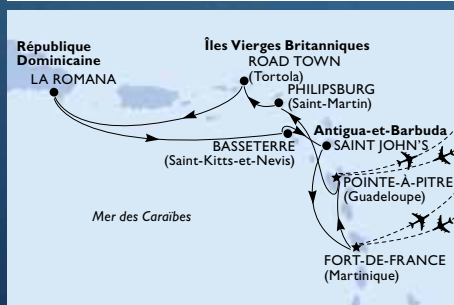 République
Dominicaine
LA ROMANA
Îles Vierges Britanniques
ROAD TOWN
(Tortola)
PHILIPSBURG
(Saint-Martin)
BASSETERRE
(Saint-Kitts-et-Nevis)
Antigua-et-Barbuda
SAINT JOHN'S
POINTE-À-PITRE
(Guadeloupe)
Mer des Caraïbes
FORT-DE-FRANCE
(Martinique)